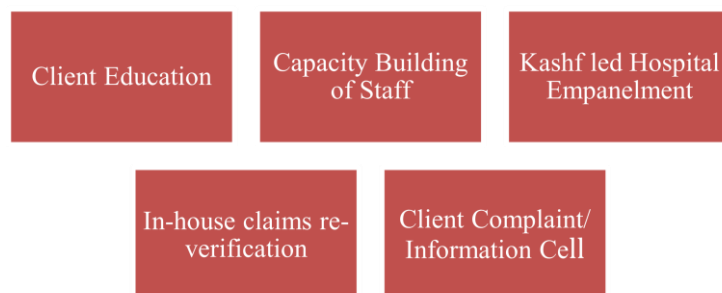 Client Education
Capacity Building
of Staff
Kashf led Hospital
Empanelment
In-house claims re-
verification
Client Complaint/
Information Cell